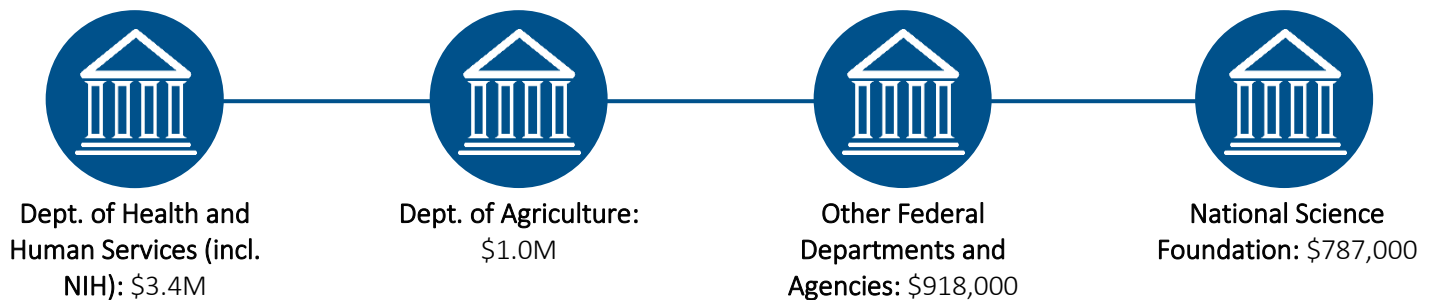 Dept. of Health and
Human Services (incl.
NIH): $3.4M
Dept. of Agriculture:
$1.0M
Other Federal
Departments and
Agencies: $918,000
National Science
Foundation: $787,000